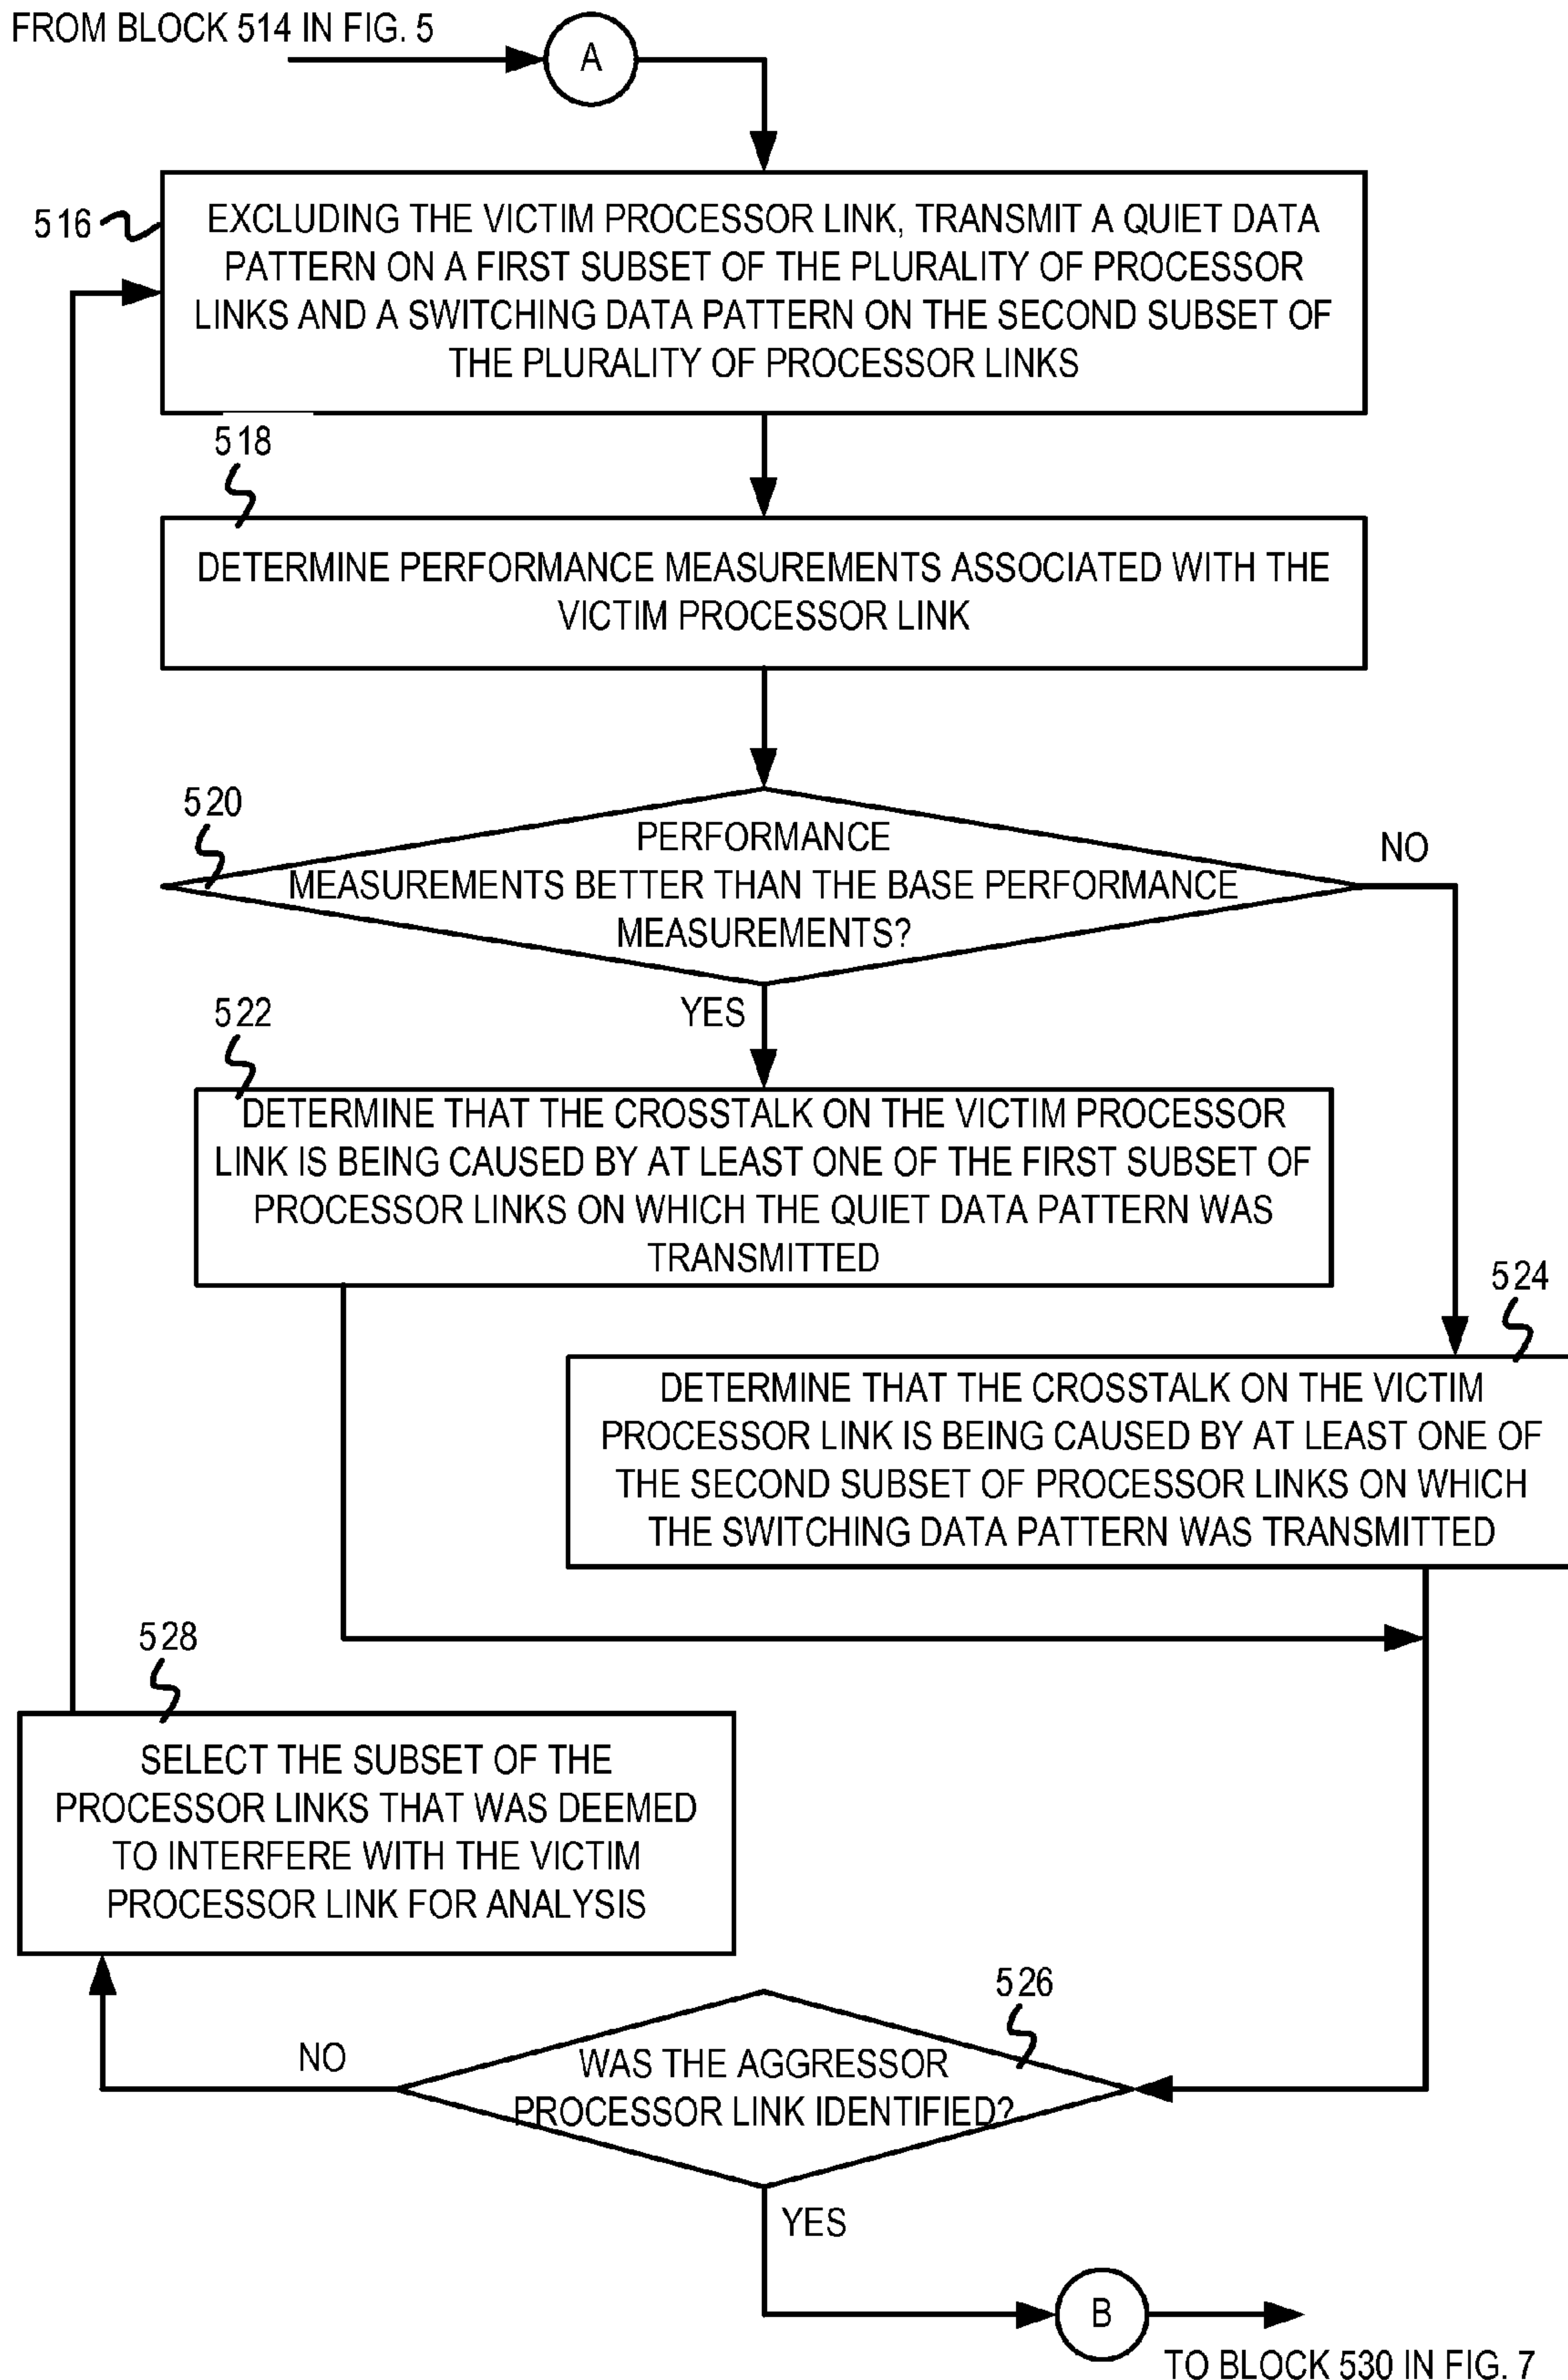 FROM BLOCK 514 IN FIG. 5
A
516
EXCLUDING THE VICTIM PROCESSOR LINK, TRANSMIT A QUIET DATA
PATTERN ON A FIRST SUBSET OF THE PLURALITY OF PROCESSOR
LINKS AND A SWITCHING DATA PATTERN ON THE SECOND SUBSET OF
THE PLURALITY OF PROCESSOR LINKS
518
DETERMINE PERFORMANCE MEASUREMENTS ASSOCIATED WITH THE
VICTIM PROCESSOR LINK
520
PERFORMANCE
MEASUREMENTS BETTER THAN THE BASE PERFORMANCE
MEASUREMENTS?
NO
YES
522
DETERMINE THAT THE CROSSTALK ON THE VICTIM PROCESSOR
LINK IS BEING CAUSED BY AT LEAST ONE OF THE FIRST SUBSET OF
PROCESSOR LINKS ON WHICH THE QUIET DATA PATTERN WAS
TRANSMITTED
524
DETERMINE THAT THE CROSSTALK ON THE VICTIM
PROCESSOR LINK IS BEING CAUSED BY AT LEAST ONE OF
THE SECOND SUBSET OF PROCESSOR LINKS ON WHICH
THE SWITCHING DATA PATTERN WAS TRANSMITTED
528
SELECT THE SUBSET OF THE
PROCESSOR LINKS THAT WAS DEEMED
TO INTERFERE WITH THE VICTIM
PROCESSOR LINK FOR ANALYSIS
526
WAS THE AGGRESSOR
PROCESSOR LINK IDENTIFIED?
NO
YES
B
TO BLOCK 530 IN FIG. 7